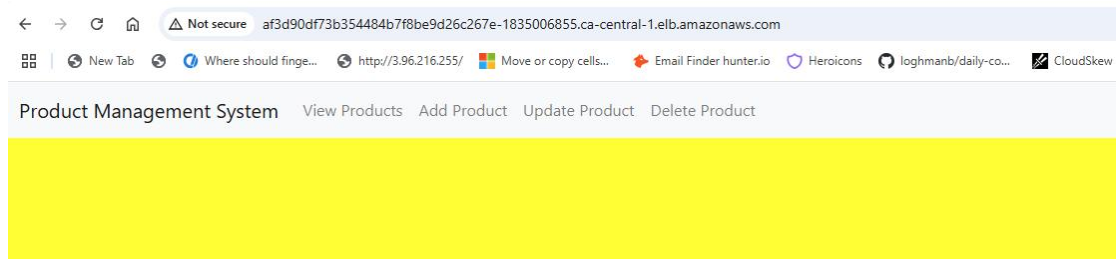 Not secure af3d90df73b354484b7f8be9d26c267e-1835006855.ca-central-1.elb.amazonaws.com
New Tab Where should finge... http://3.96.216.255/ Move or copy cells... Email Finder hunter.io Heroicons loghmanb/daily-co... CloudSkew
Product Management System View Products Add Product Update Product Delete Product